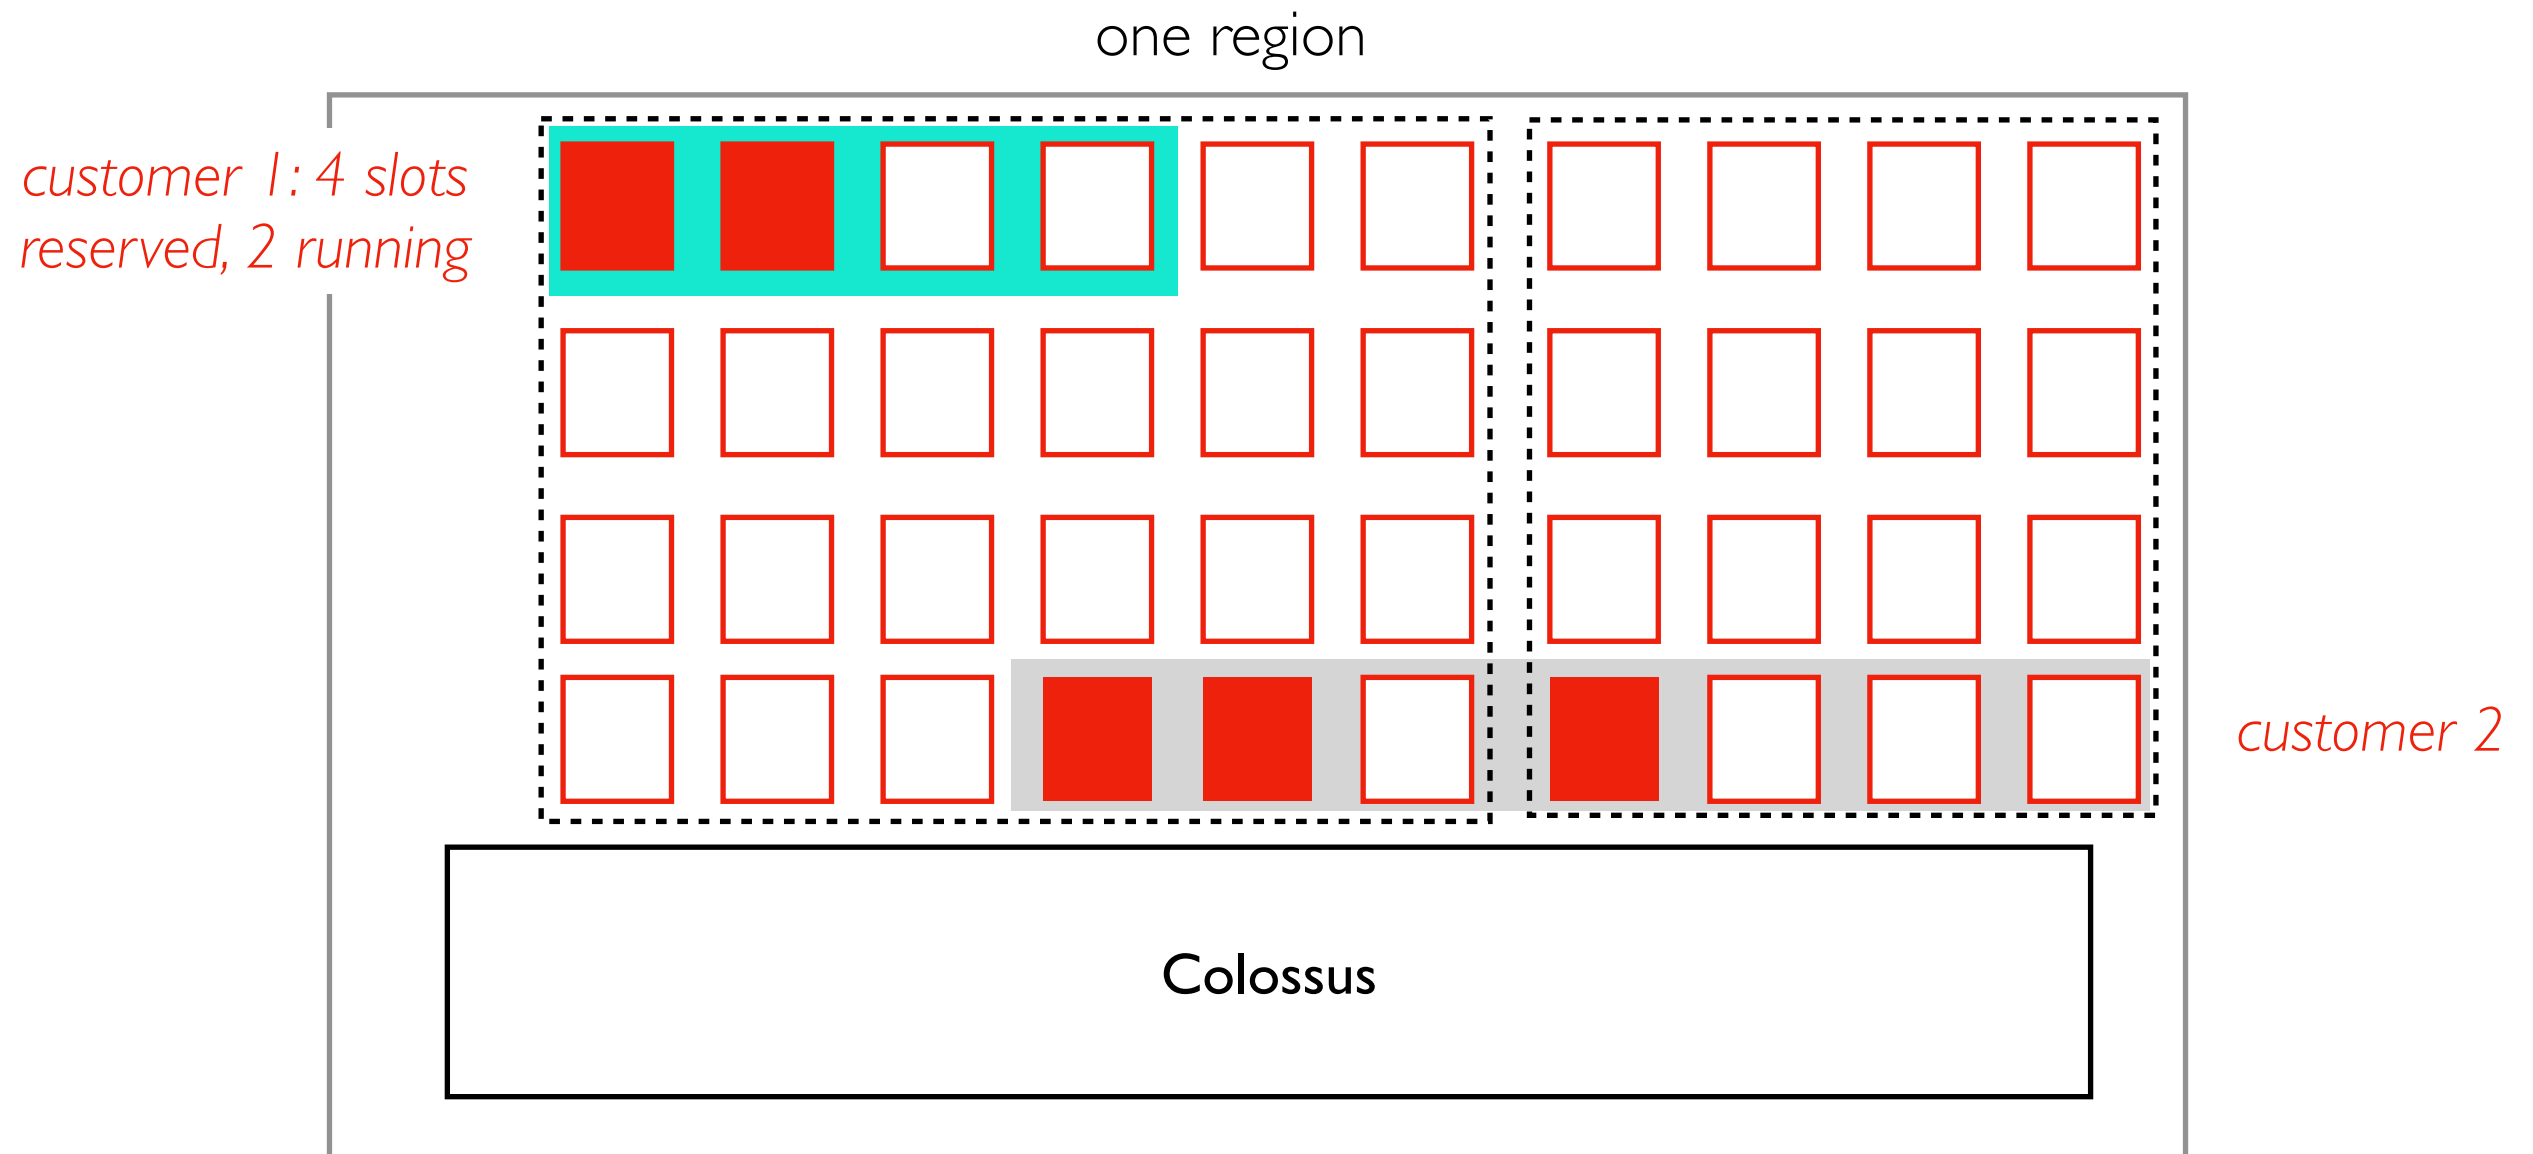 one region
customer 1: 4 slots
reserved, 2 running
customer 2
Colossus